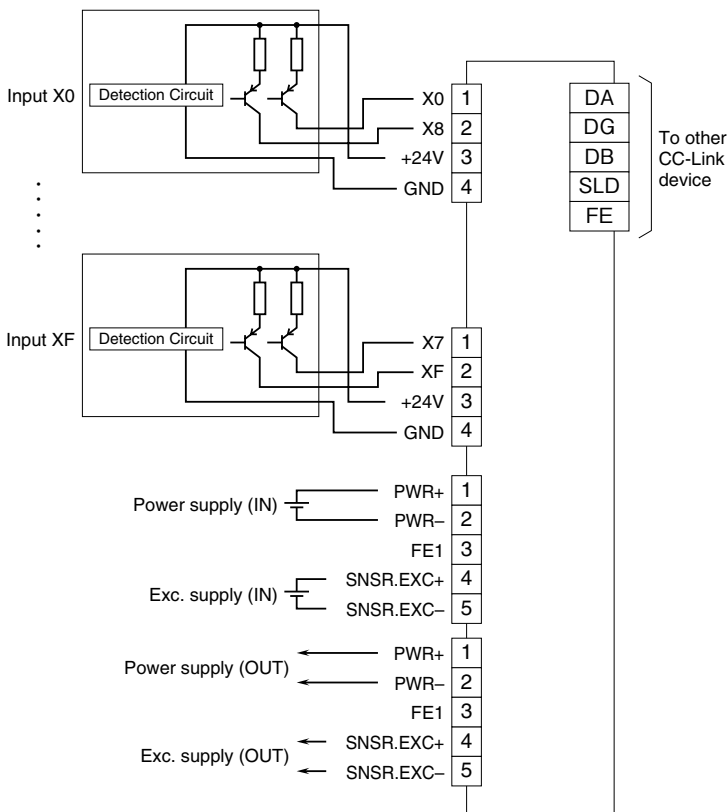 Input X0
Detection Circuit
X0 1
X8 2
+24V 3
GND 4
DA
DG
DB
SLD
FE
To other
CC-Link
device
Input XF
Detection Circuit
X7 1
XF 2
+24V 3
GND 4
Power supply (IN)
PWR+ 1
PWR– 2
FE1 3
Exc. supply (IN)
SNSR.EXC+ 4
SNSR.EXC– 5
Power supply (OUT)
PWR+ 1
PWR– 2
FE1 3
Exc. supply (OUT)
SNSR.EXC+ 4
SNSR.EXC– 5